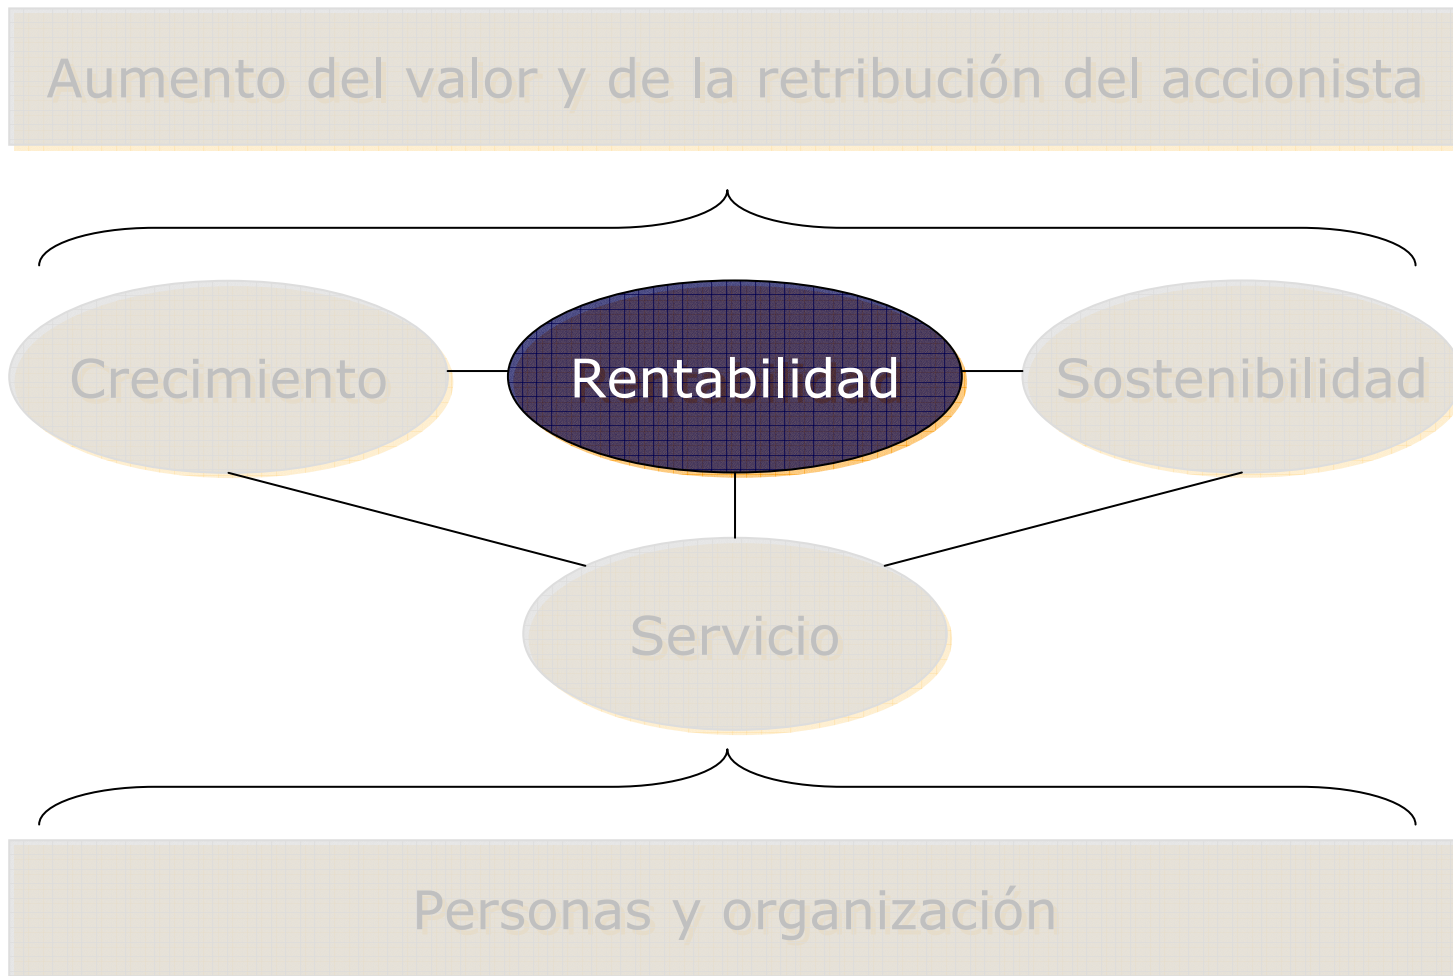 Aumento del valor y de la retribución del accionista
Crecimiento
Rentabilidad
Sostenibilidad
Servicio
Personas y organización